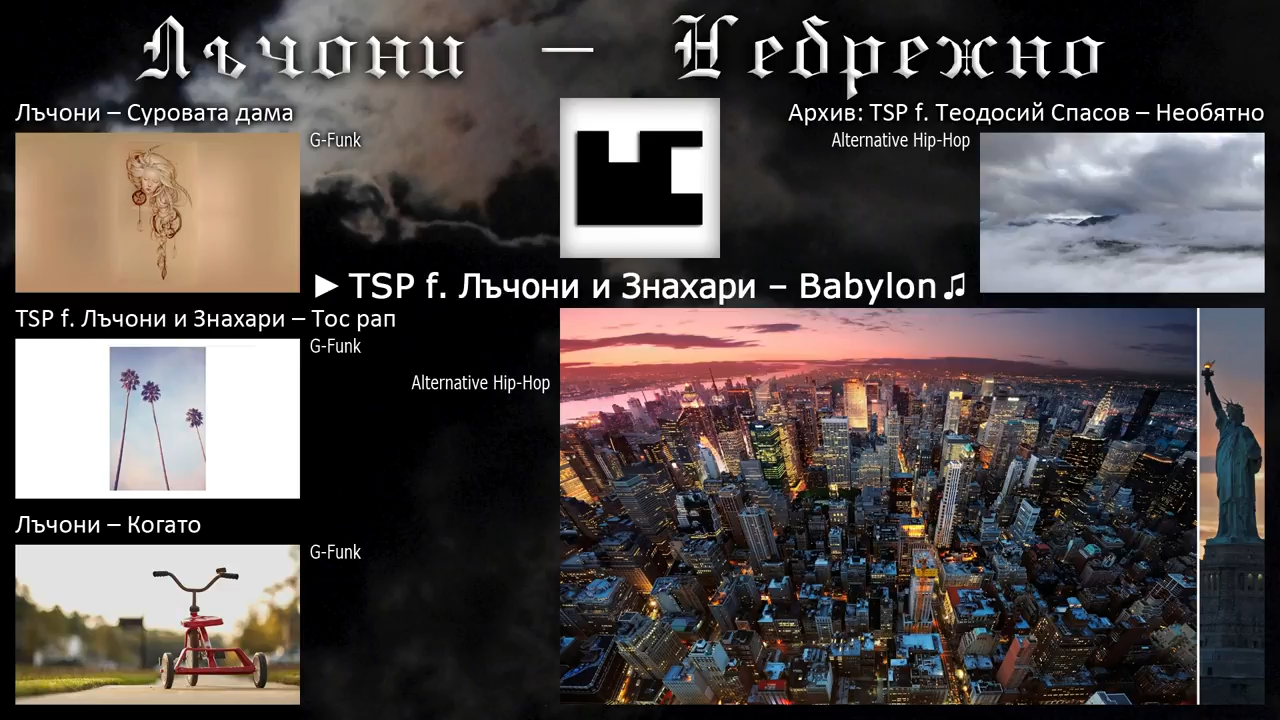 Лъчони – Небрежно
Лъчони – Суровата дама
G-Funk
Архив: TSP f. Теодосий Спасов – Необятно
Alternative Hip-Hop
► TSP f. Лъчони и Знахари – Babylon♫
TSP f. Лъчони и Знахари – Тос рап
G-Funk
Alternative Hip-Hop
Лъчони – Когато
G-Funk